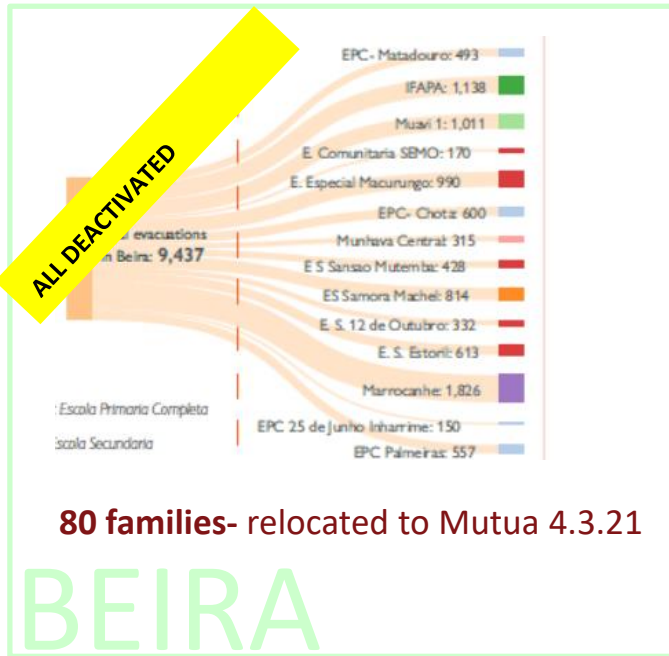 EPC- Matadouro: 493
IFAPA: 1,138
Muavi 1: 1,011
E. Comunitaria SEMO: 170
E. Especial Macurungo: 990
EPC- Chota: 600
Munhava Central: 315
E S Sansao Mutemba: 428
ES Samora Machel: 814
E. S. 12 de Outubro: 332
E. S. Estoril: 613
Marrocanhe: 1,826
EPC 25 de Junho Inharrime: 150
EPC Palmeiras: 557
ALL DEACTIVATED
evacuations
Beira: 9,437
: Escola Primaria Completa
Secundaria
80 families- relocated to Mutua 4.3.21
BEIRA